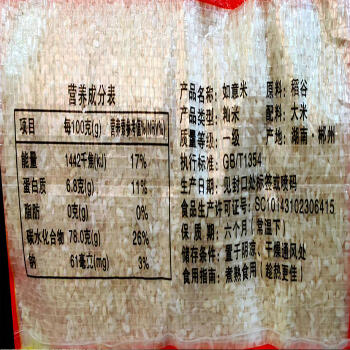 营养成分表
项目 每100克(g) 营养素参考值%(NRV%)
能量 1442千焦(kJ) 17%
蛋白质 6.8克(g) 11%
脂肪 0克(g) 0%
碳水化合物 78.0克(g) 26%
钠 61毫克(mg) 3%
产品名称：如意米 原料：稻谷
产品类型：籼米 配料：大米
质量等级：一级 产地：湖南·郴州
执行标准：GB/T1354
生产日期：见封口处标签或喷码
食品生产许可证号：SC10143102306415
保 质 期：六个月（常温下）
储存条件：置于阴凉、干燥通风处
食用指南：煮熟食用（趁热更佳）